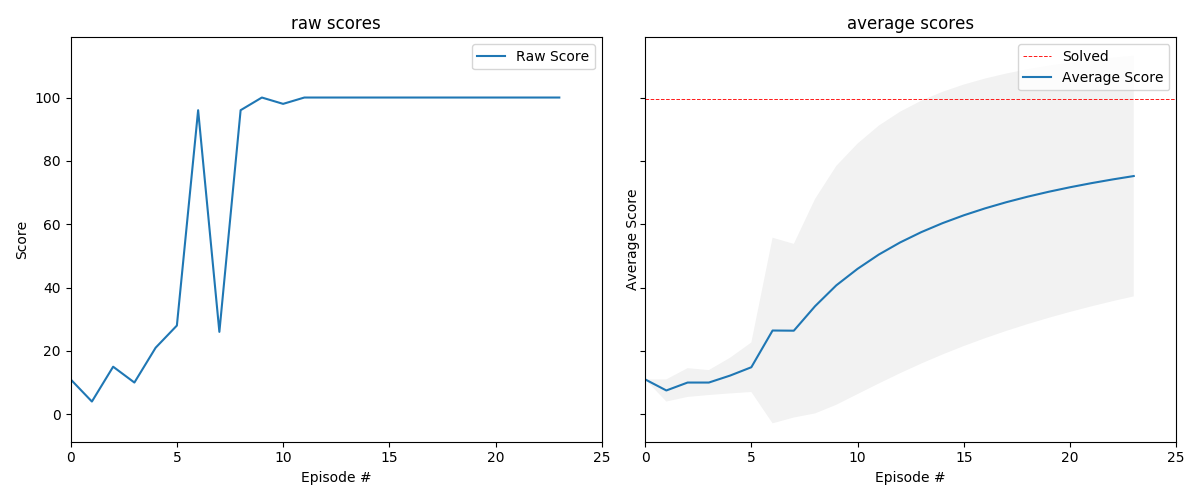 raw scores
Raw Score
Score
100
80
60
40
20
0
0 5 10 15 20 25
Episode #
average scores
Solved
Average Score
Average Score
0 5 10 15 20 25
Episode #